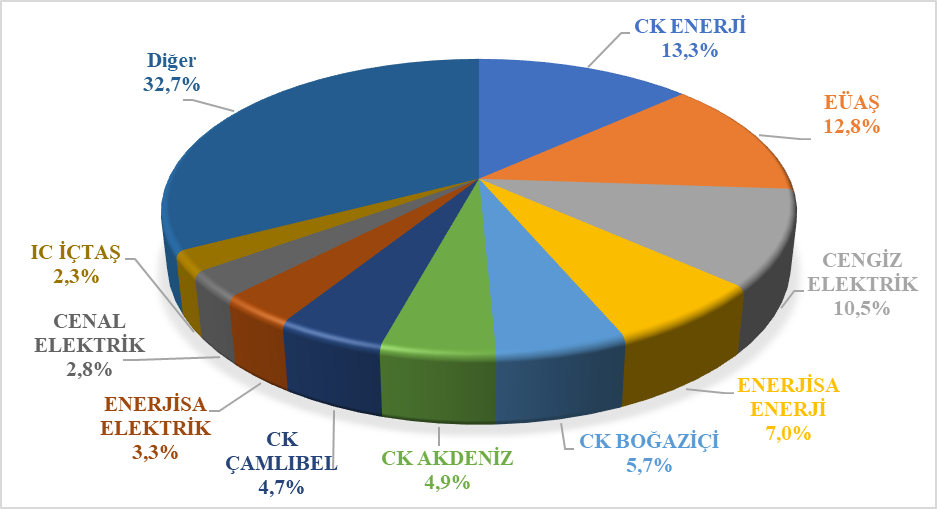 CK ENERJİ
13,3%
EÜAŞ
12,8%
CENGİZ
ELEKTRİK
10,5%
ENERJİSA
ENERJİ
7,0%
CK BOĞAZİÇİ
5,7%
CK AKDENİZ
4,9%
CK
ÇAMLIBEL
4,7%
ENERJİSA
ELEKTRİK
3,3%
CENAL
ELEKTRİK
2,8%
IC İÇTAŞ
2,3%
Diğer
32,7%